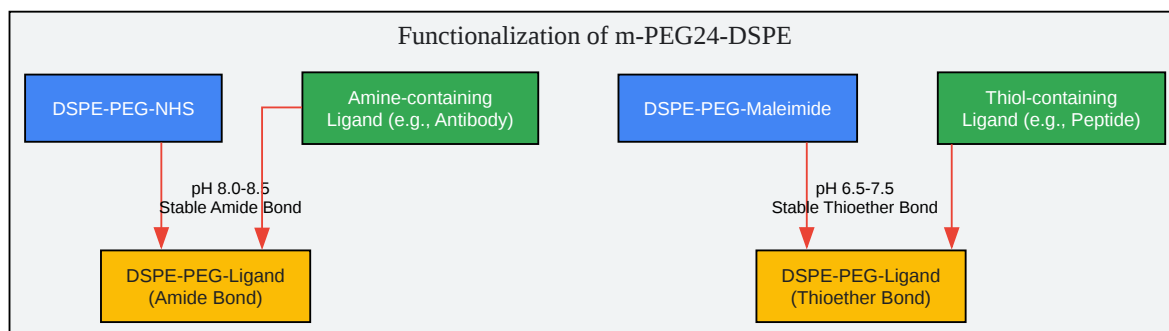 Functionalization of m-PEG24-DSPE
DSPE-PEG-NHS
Amine-containing
Ligand (e.g., Antibody)
DSPE-PEG-Maleimide
Thiol-containing
Ligand (e.g., Peptide)
pH 8.0-8.5
Stable Amide Bond
pH 6.5-7.5
Stable Thioether Bond
DSPE-PEG-Ligand
(Amide Bond)
DSPE-PEG-Ligand
(Thioether Bond)